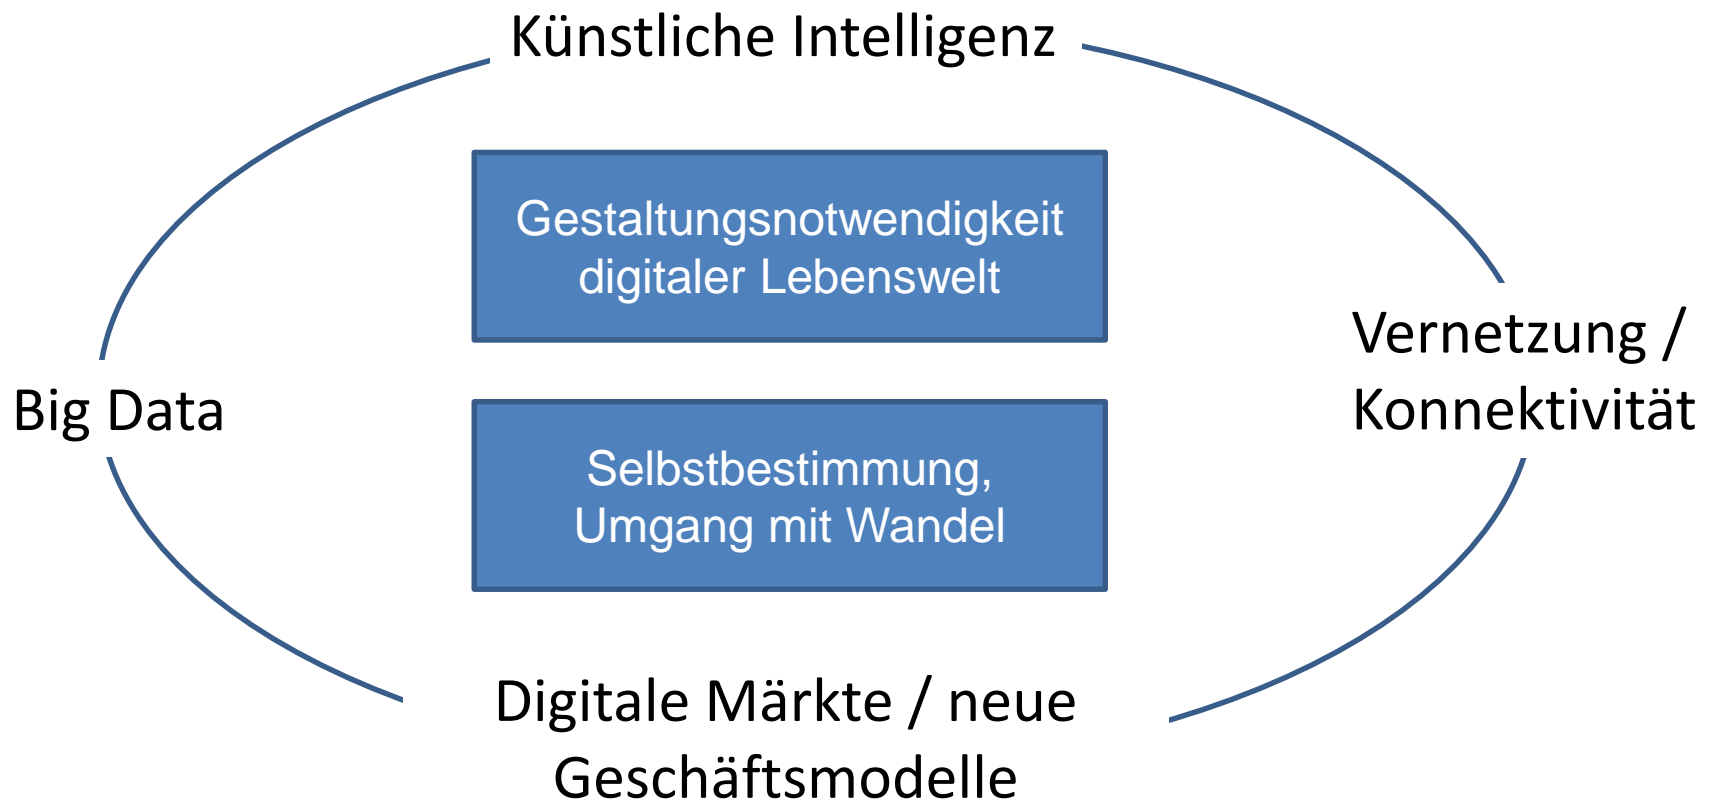 Künstliche Intelligenz
Gestaltungsnotwendigkeit
digitaler Lebenswelt
Vernetzung /
Konnektivität
Big Data
Selbstbestimmung,
Umgang mit Wandel
Digitale Märkte / neue
Geschäftsmodelle